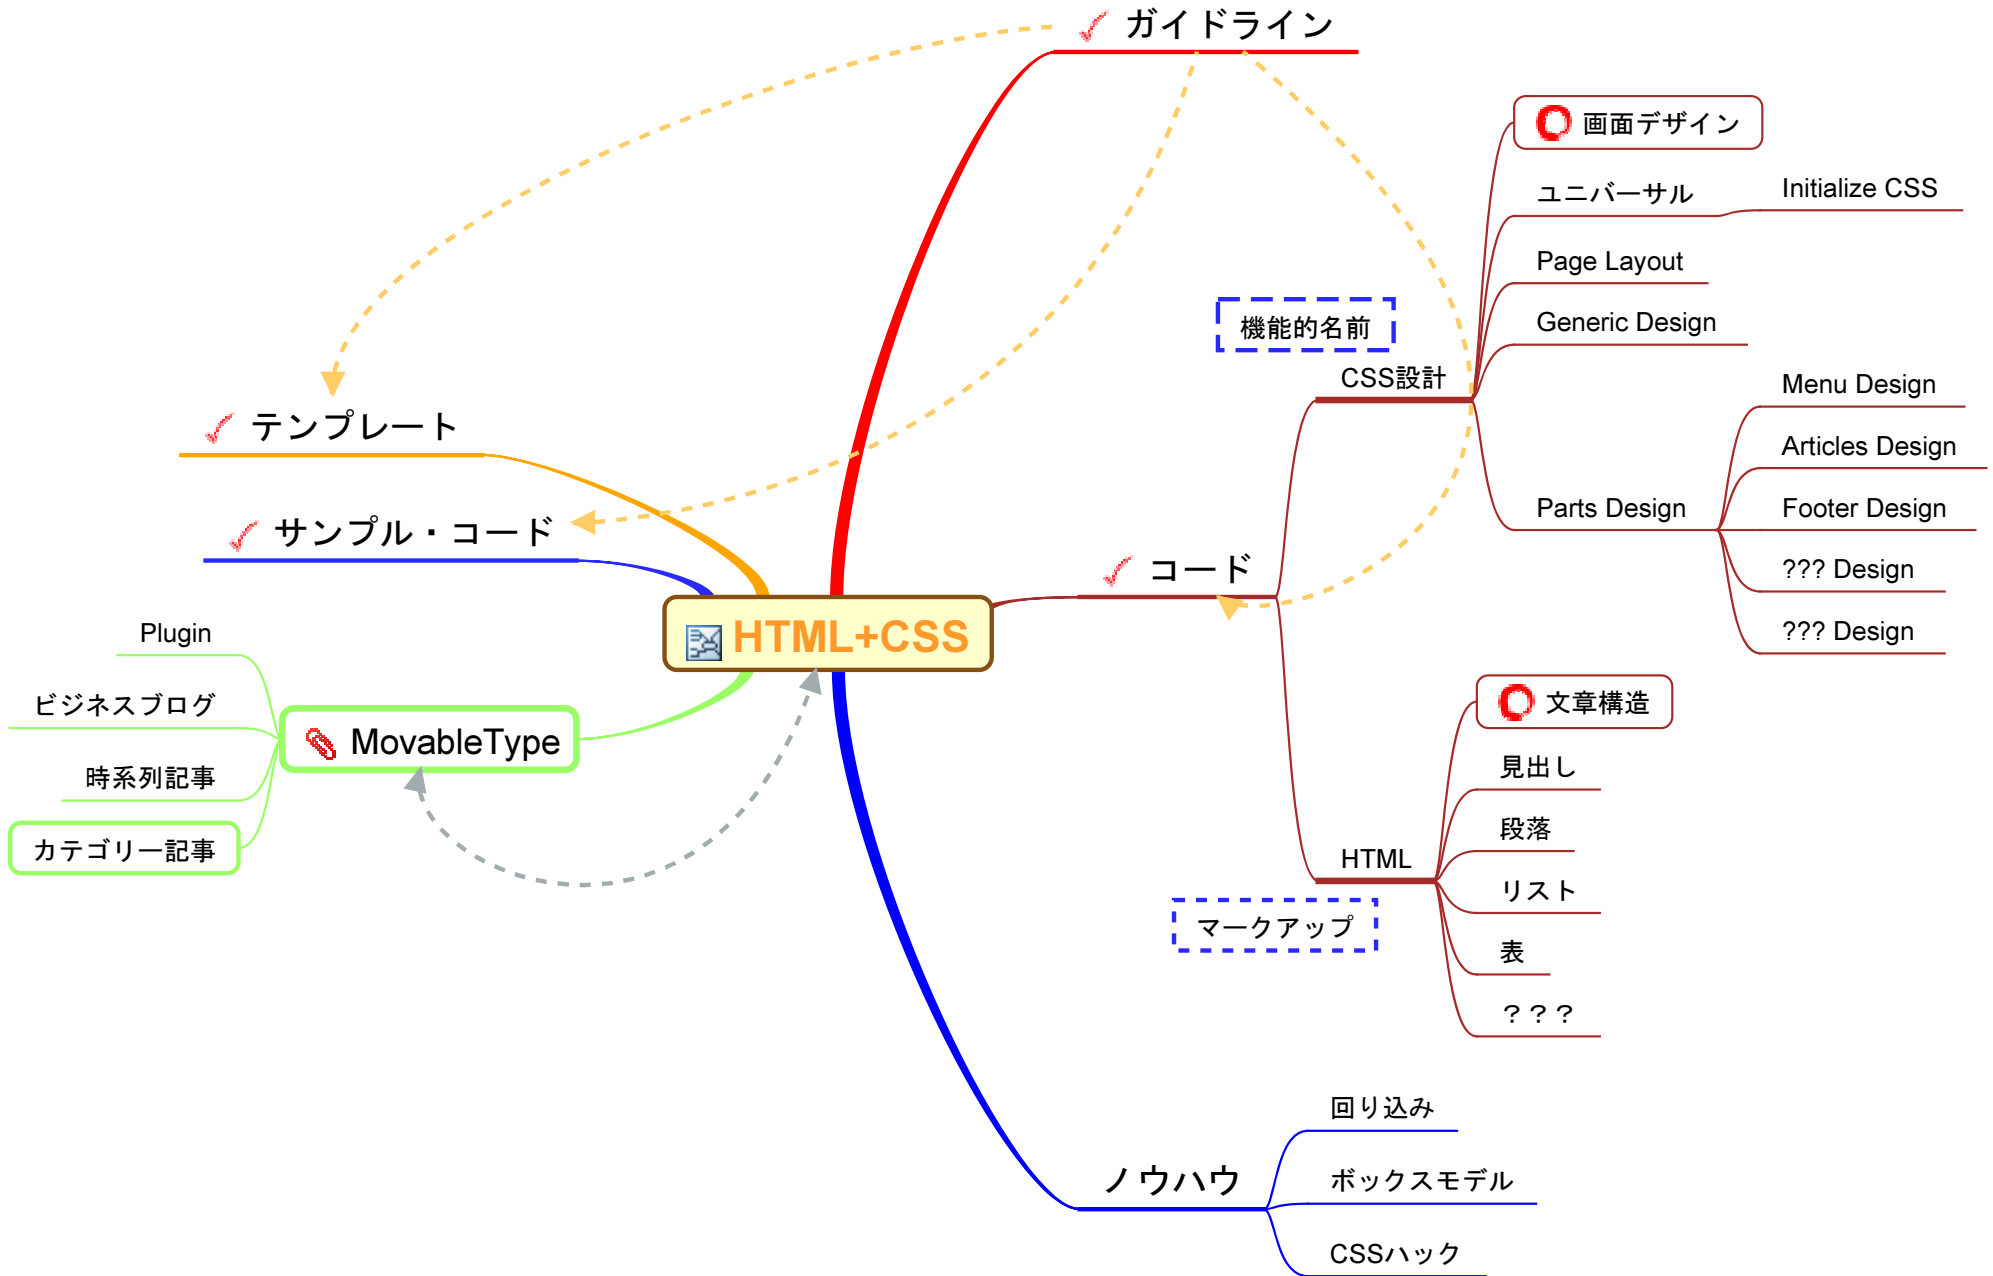 ガイドライン
画面デザイン
ユニバーサル
Initialize CSS
Page Layout
Generic Design
機能的名前
CSS設計
Menu Design
Articles Design
Parts Design
Footer Design
??? Design
??? Design
テンプレート
サンプル・コード
コード
HTML+CSS
Plugin
ビジネスブログ
MovableType
時系列記事
カテゴリー記事
文章構造
見出し
段落
HTML
リスト
マークアップ
表
？？？
回り込み
ノウハウ
ボックスモデル
CSSハック